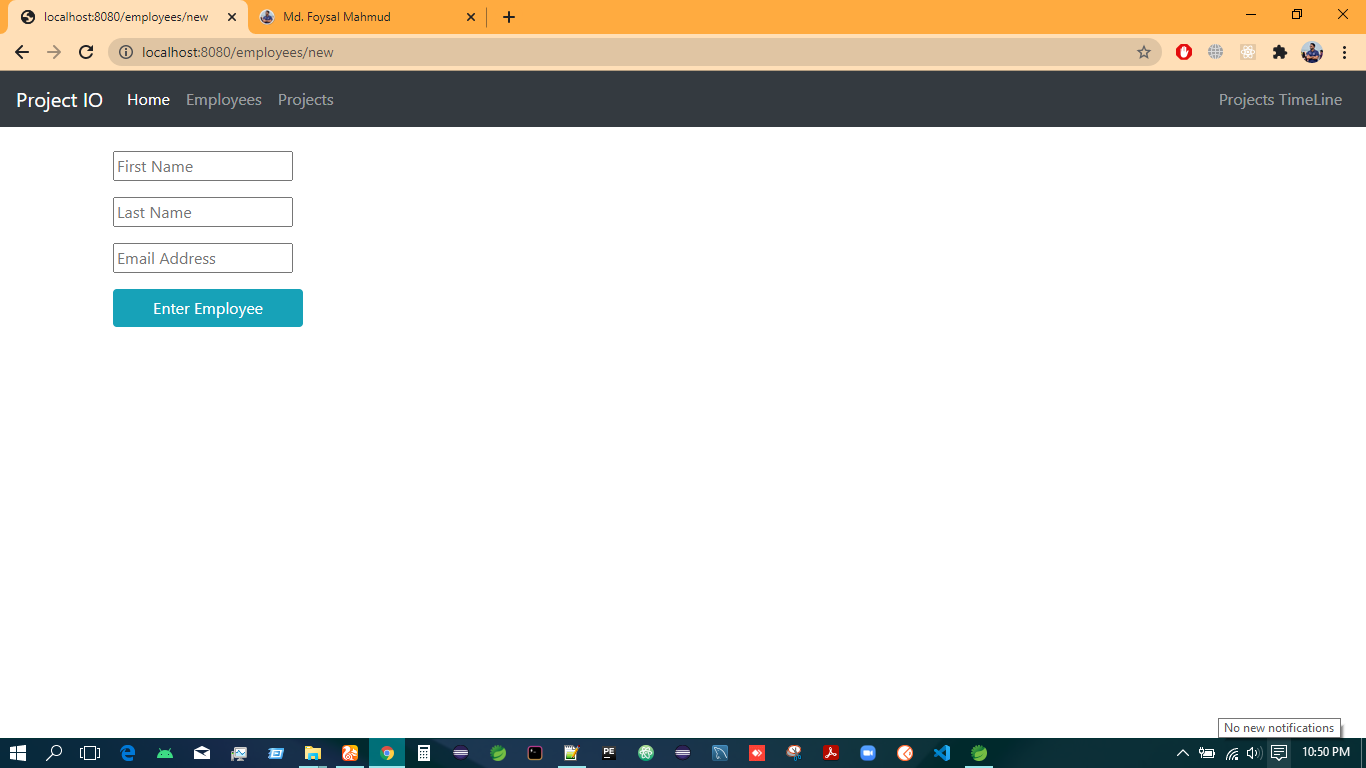 localhost:8080/employees/new
Md. Foysal Mahmud
localhost:8080/employees/new
Project IO Home Employees Projects Projects TimeLine
First Name
Last Name
Email Address
Enter Employee
No new notifications
PE
10:50 PM